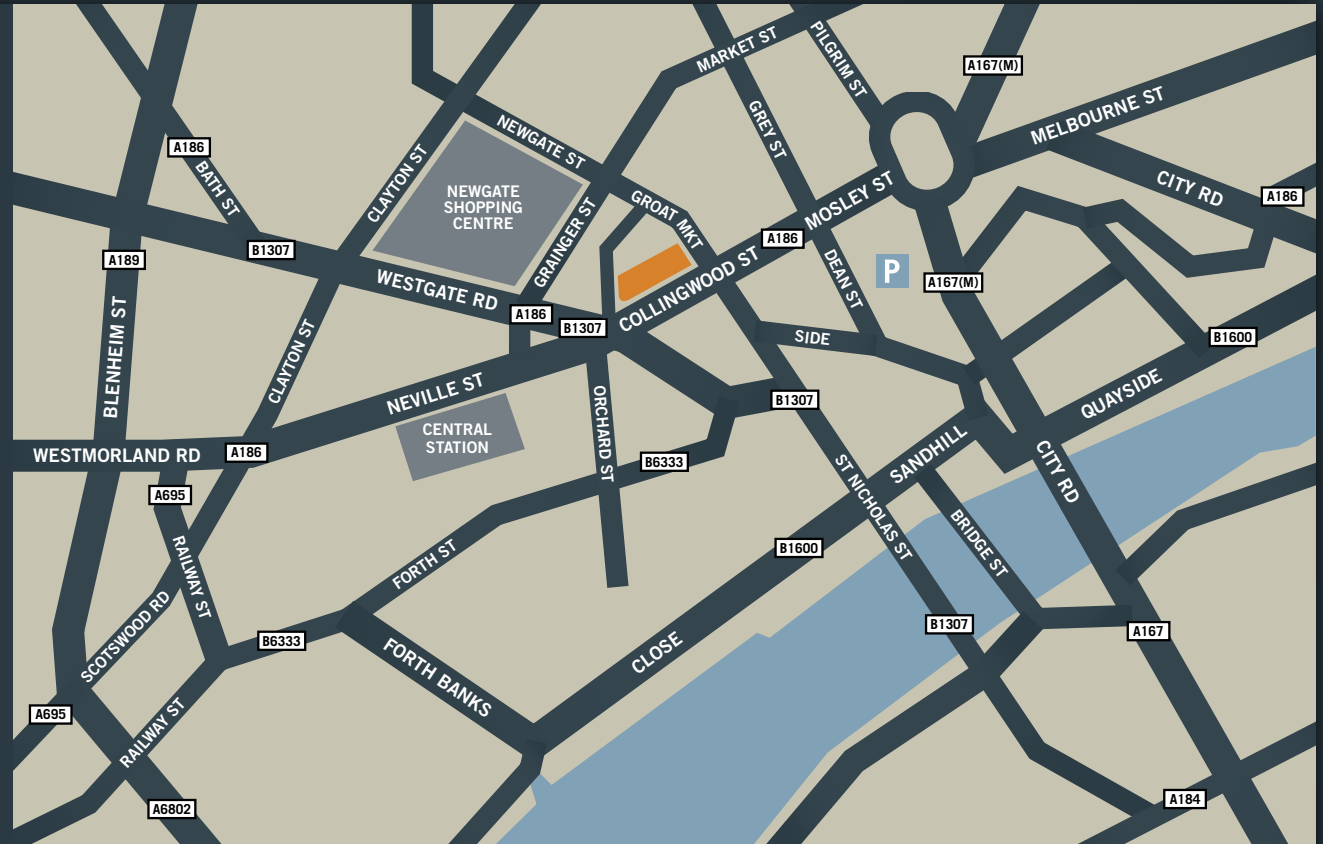 MARKET ST
PILGRIM ST
A167(M)
MELBOURNE ST
GREY ST
NEWGATE ST
A186
BATH ST
CLAYTON ST
NEWGATE
SHOPPING
CENTRE
GROAT MKT
MOSLEY ST
CITY RD
A186
GRAINGER ST
A186
B1307
A189
COLLINGWOOD ST
DEAN ST
P
A167(M)
WESTGATE RD
A186
B1307
SIDE
B1600
BLENHEIM ST
CLAYTON ST
NEVILLE ST
ORCHARD ST
B1307
QUAYSIDE
CENTRAL
STATION
WESTMORLAND RD
A186
B6333
SANDHILL
CITY RD
A695
ST NICHOLAS ST
BRIDGE ST
RAILWAY ST
FORTH ST
B1600
SCOTSWOOD RD
B6333
B1307
A167
FORTH BANKS
CLOSE
A695
RAILWAY ST
A6802
A184